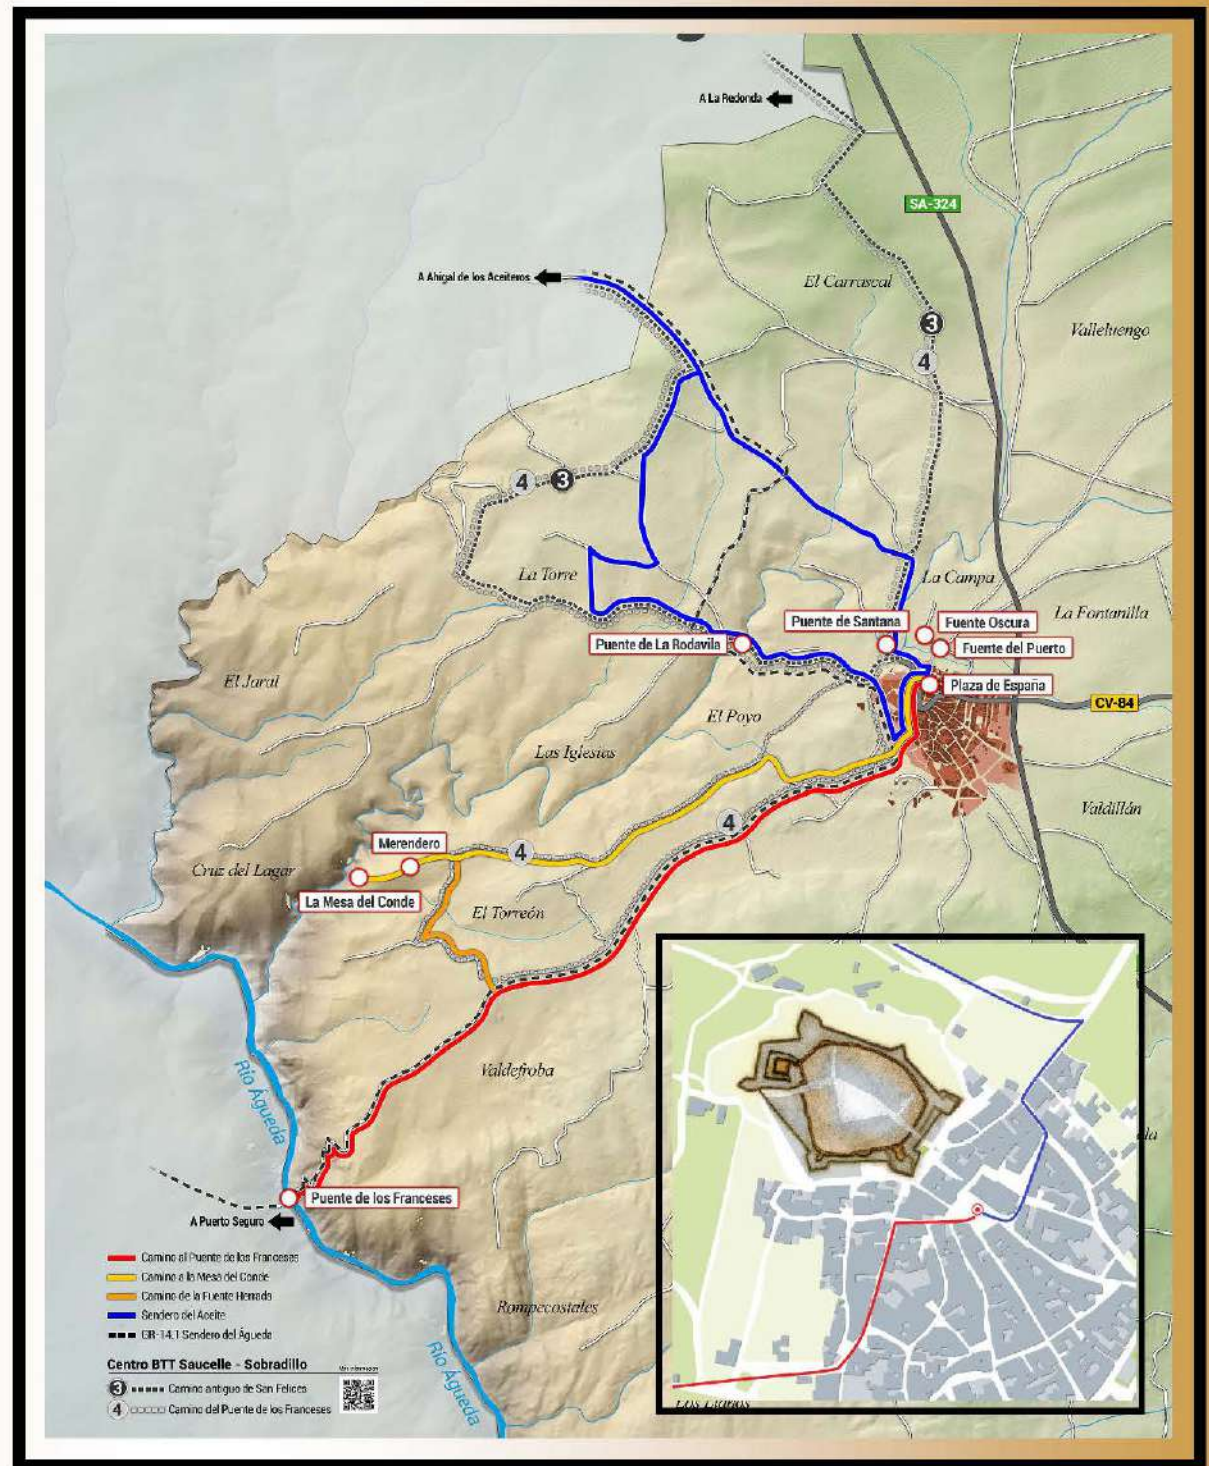 A La Redonda
SA-324
A Ahigal de los Aceiteros
El Carrascal
3
Valleluengo
4
4
3
La Torre
La Campa
La Fontanilla
Puente de Santana
Fuente Oscura
Puente de La Rodavila
Fuente del Puerto
El Jaral
Plaza de España
El Poyo
CV-84
Las Iglesias
Valdillán
4
Merendero
4
Cruz del Lagar
La Mesa del Conde
El Torreón
Valdefroba
Río Águeda
Puente de los Franceses
A Puerto Seguro
Camino al Puente de los Franceses
Camino a la Mesa del Conde
Camino de la Fuente Herrada
Sendero del Aceite
GR-14.1 Sendero del Águeda
Rompecostales
Río Águeda
Centro BTT Saucelle - Sobradillo
3 Camino antiguo de San Felices
4 Camino del Puente de los Franceses